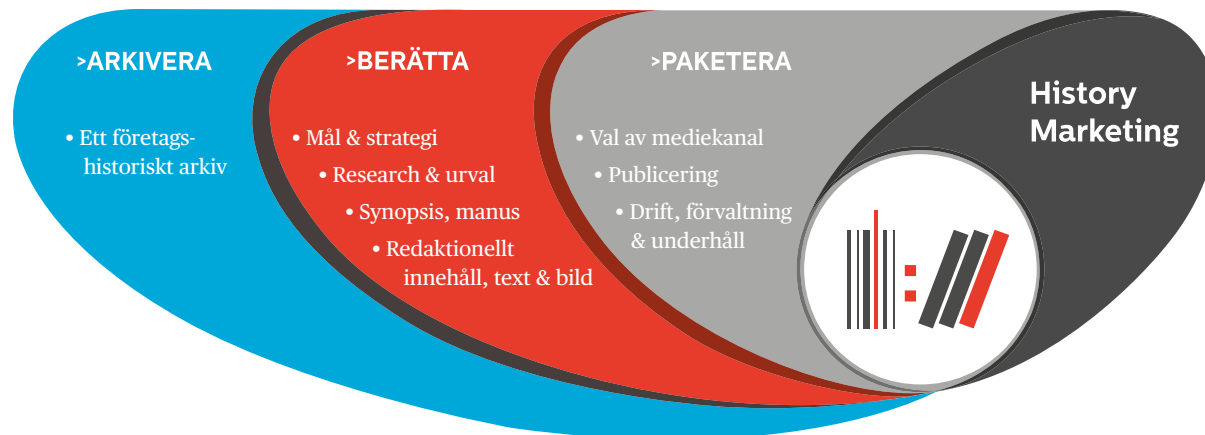 >ARKIVERA
• Ett företags-
historiskt arkiv
>BERÄTTA
• Mål & strategi
• Research & urval
• Synopsis, manus
• Redaktionellt
innehåll, text & bild
>PAKETERA
• Val av mediekanal
• Publicering
• Drift, förvaltning
& underhåll
History
Marketing